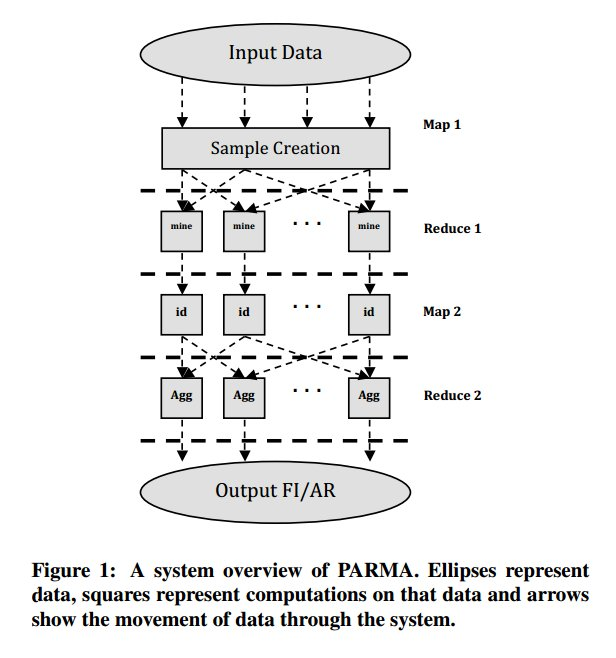 Input Data
Map 1
Sample Creation
mine mine . . . mine Reduce 1
id id . . . id Map 2
Agg Agg . . . Agg Reduce 2
Output FI/AR
Figure 1: A system overview of PARMA. Ellipses represent
data, squares represent computations on that data and arrows
show the movement of data through the system.